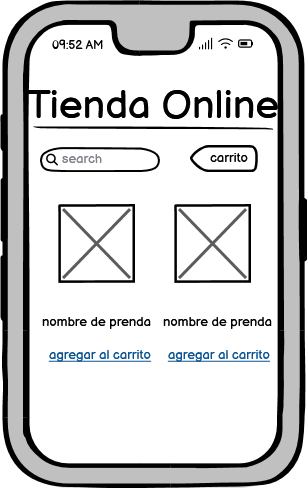 09:52 AM
Tienda Online
search
carrito
nombre de prenda nombre de prenda
agregar al carrito agregar al carrito